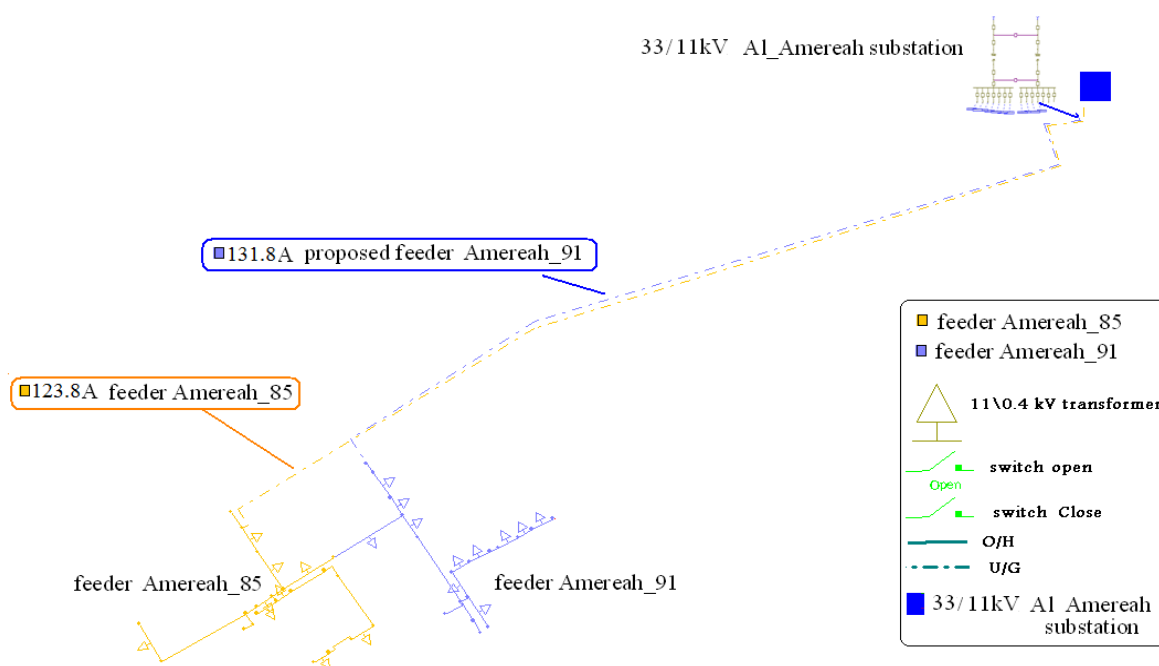 33/11kV Al_Amereah substation
131.8A proposed feeder Amereah_91
123.8A feeder Amereah_85
feeder Amereah_85
feeder Amereah_91
feeder Amereah_85
feeder Amereah_91
11\0.4 kV transformer
switch open
Open
switch Close
O/H
U/G
33/11kV Al Amereah
substation